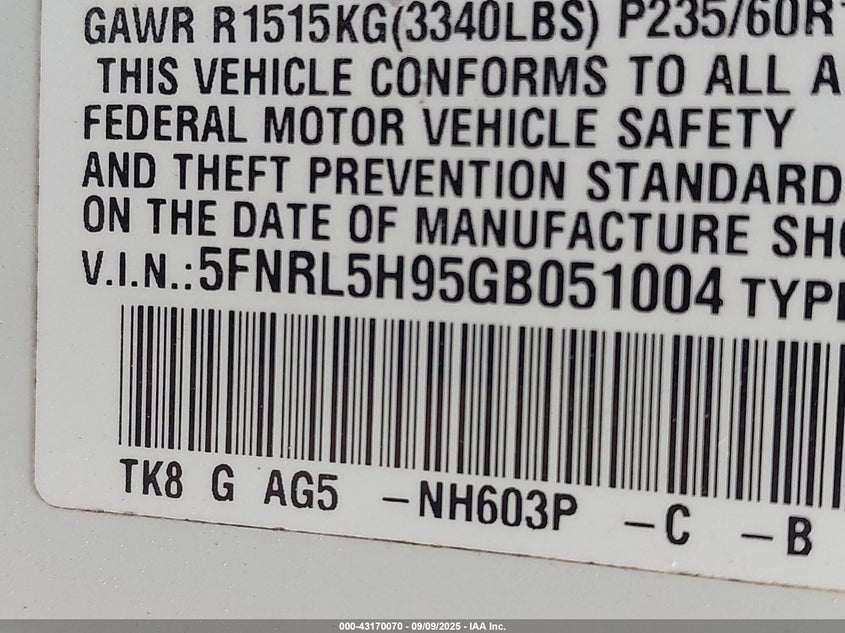 GAWR R1515KG(3340LBS) P235/60R
THIS VEHICLE CONFORMS TO ALL A
FEDERAL MOTOR VEHICLE SAFETY
AND THEFT PREVENTION STANDARD
ON THE DATE OF MANUFACTURE SH
V.I.N.:5FNRL5H95GB051004 TYP
TK8 G AG5 -NH603P -C -B
000-43170070 - 09/09/2025 - IAA Inc.